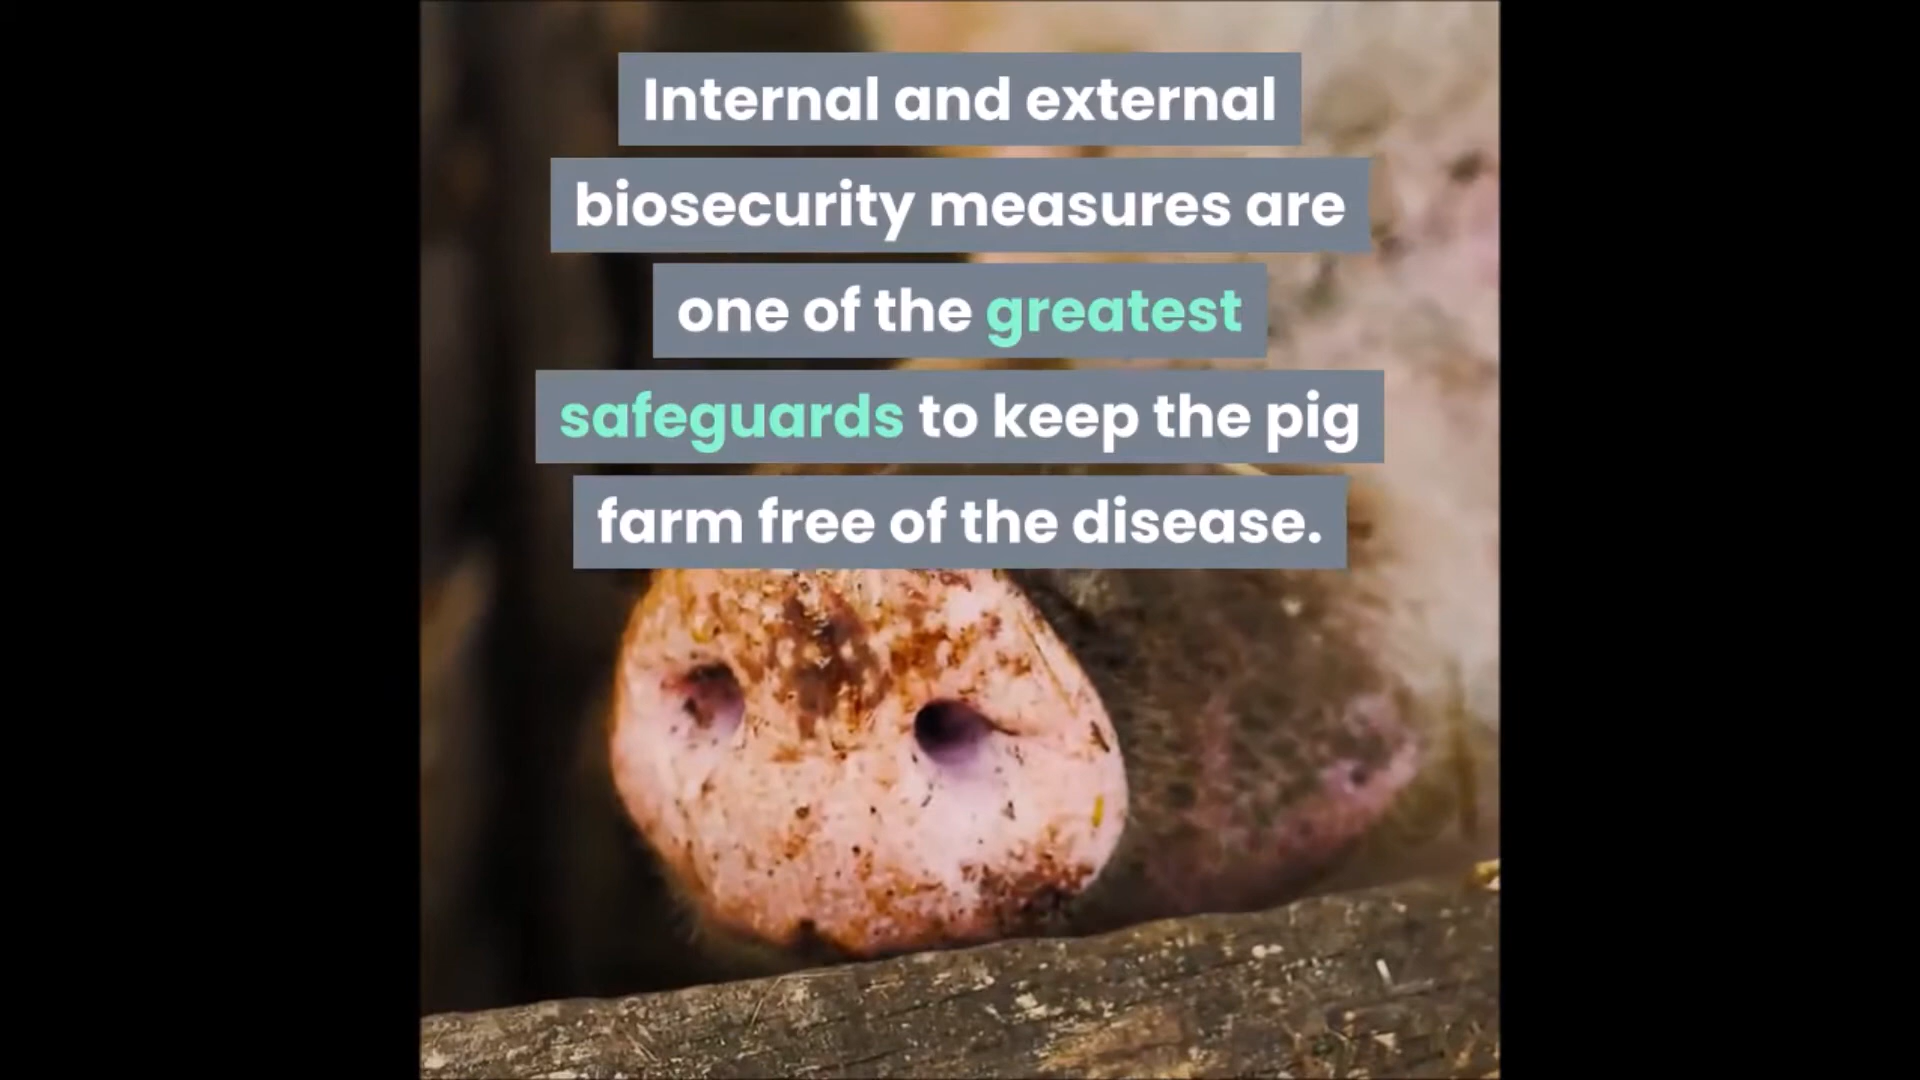 Internal and external
biosecurity measures are
one of the greatest
safeguards to keep the pig
farm free of the disease.